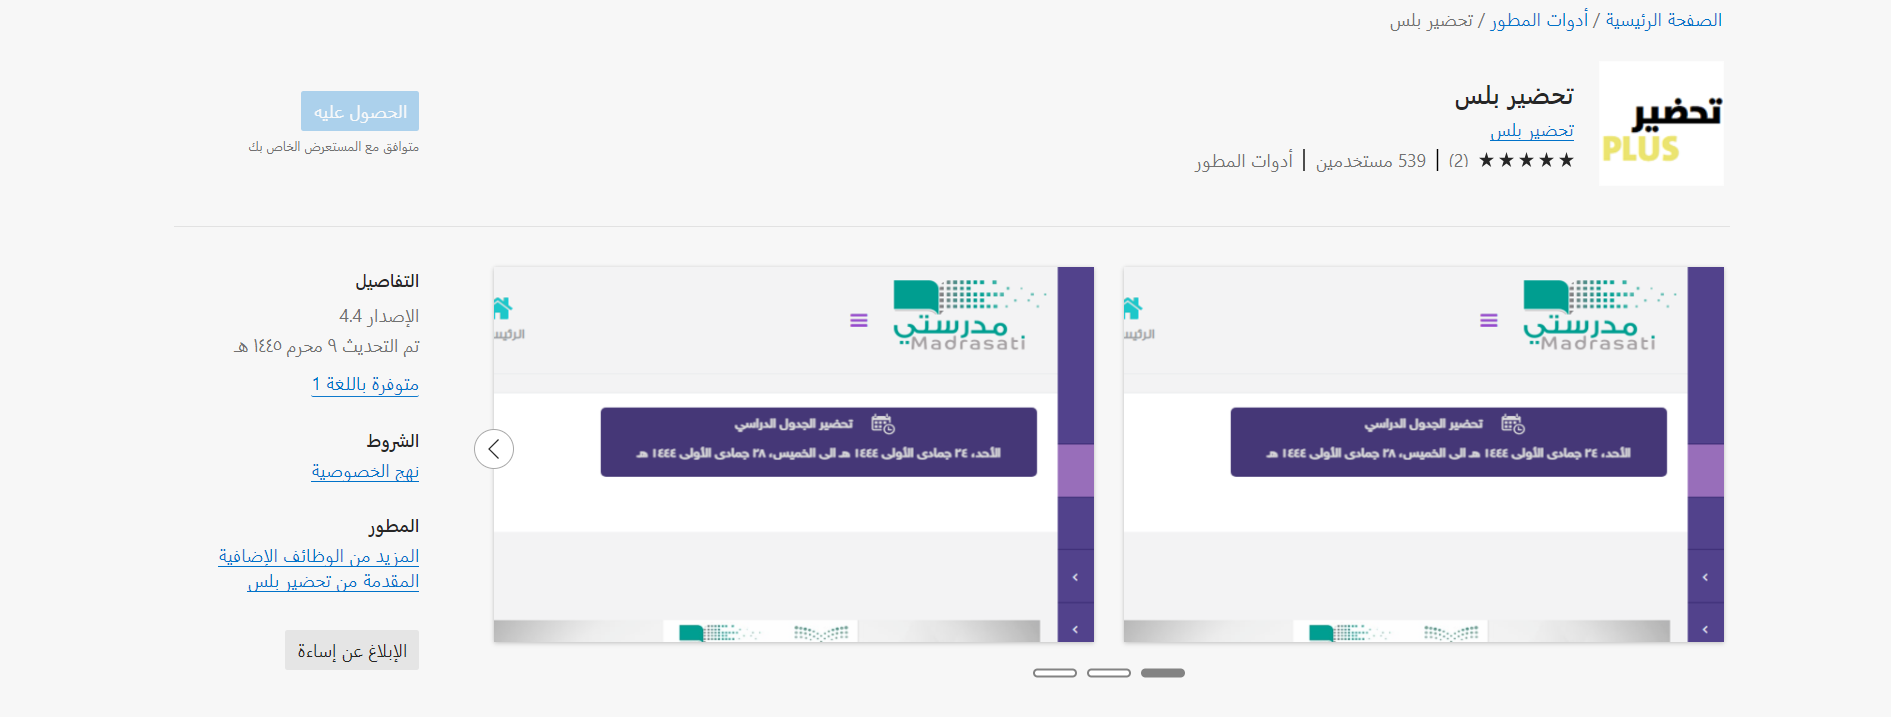 الصفحة الرئيسية / أدوات المطور / تحضير بلس
تحضير
PLUS
تحضير بلس
تحضير بلس
★★★★★ (2) | 539 مستخدمين | أدوات المطور
الحصول عليه
متوافق مع المستعرض الخاص بك
مدرستي
Madrasati
تحضير الجدول الدراسي
الأحد، ٢٤ جمادى الأولى ١٤٤٤ هـ الى الخميس، ٢٨ جمادى الأولى ١٤٤٤ هـ
مدرستي
Madrasati
تحضير الجدول الدراسي
الأحد، ٢٤ جمادى الأولى ١٤٤٤ هـ الى الخميس، ٢٨ جمادى الأولى ١٤٤٤ هـ
التفاصيل
الإصدار 4.4
تم التحديث ٩ محرم ١٤٤٥ هـ
متوفرة باللغة 1
الشروط
نهج الخصوصية
المطور
المزيد من الوظائف الإضافية
المقدمة من تحضير بلس
الإبلاغ عن إساءة